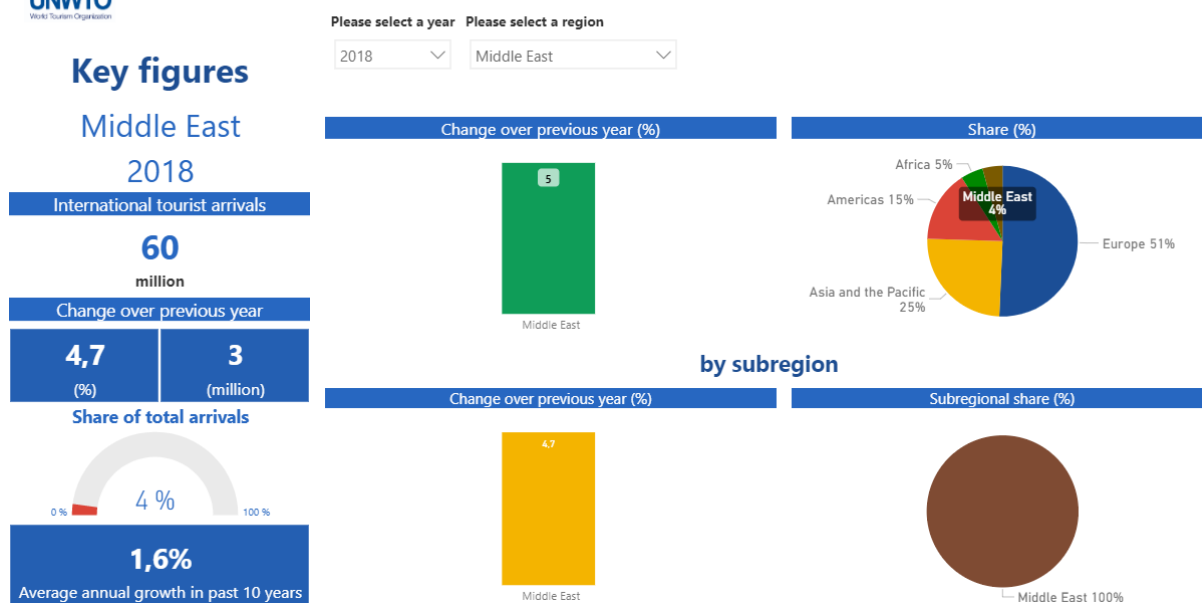 UNWTO
World Tourism Organization
Please select a year
Please select a region
2018
Middle East
Key figures
Middle East
2018
International tourist arrivals
60
million
Change over previous year
4,7
(%)
3
(million)
Share of total arrivals
4 %
0 %
100 %
1,6%
Average annual growth in past 10 years
Change over previous year (%)
5
Middle East
Share (%)
Africa 5%
Americas 15%
Middle East
4%
Europe 51%
Asia and the Pacific
25%
by subregion
Change over previous year (%)
4,7
Middle East
Subregional share (%)
Middle East 100%